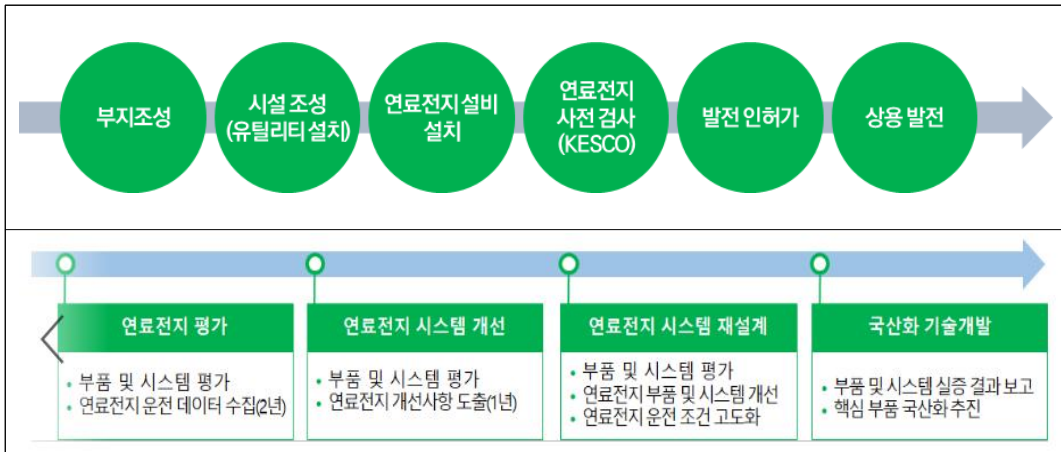 부지조성
시설 조성
(유틸리티 설치)
연료전지 설비
설치
연료전지
사전 검사
(KESCO)
발전 인허가
상용 발전
연료전지 평가
• 부품 및 시스템 평가
• 연료전지 운전 데이터 수집(2년)
연료전지 시스템 개선
• 부품 및 시스템 평가
• 연료전지 개선사항 도출(1년)
연료전지 시스템 재설계
• 부품 및 시스템 평가
• 연료전지 부품 및 시스템 개선
• 연료전지 운전 조건 고도화
국산화 기술개발
• 부품 및 시스템 실증 결과 보고
• 핵심 부품 국산화 추진